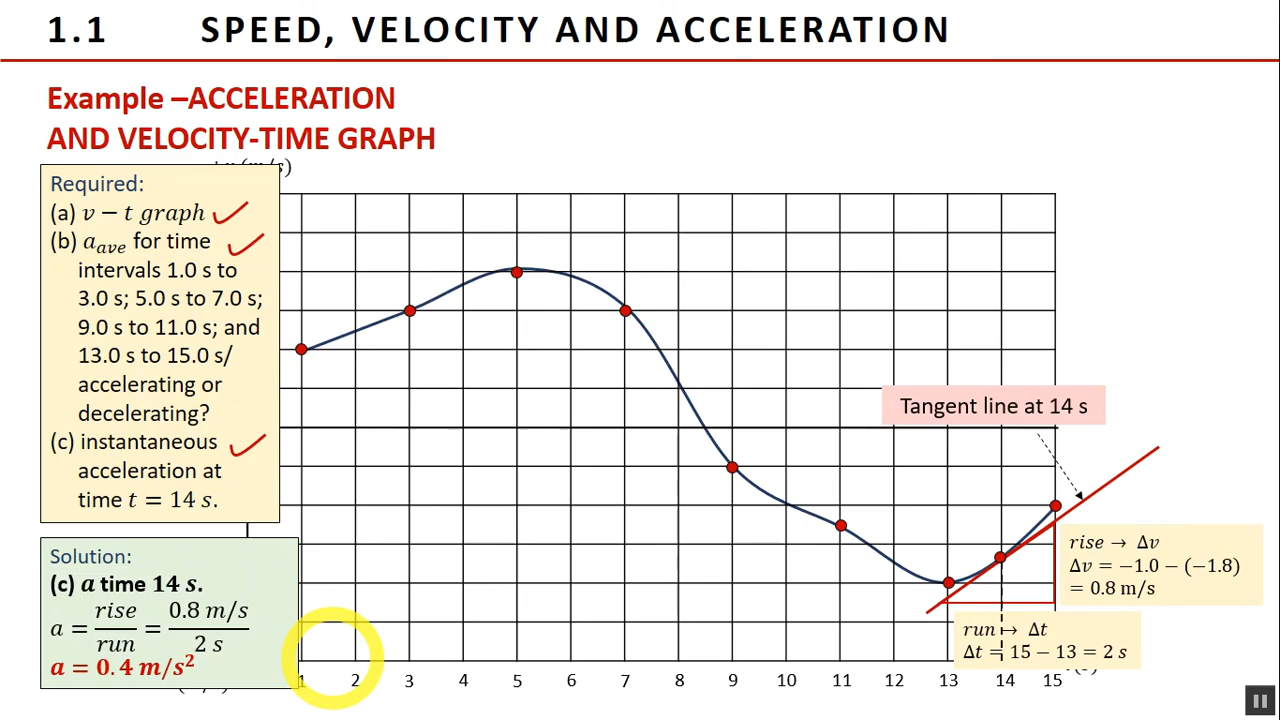 1.1 SPEED, VELOCITY AND ACCELERATION
Example –ACCELERATION
AND VELOCITY-TIME GRAPH
Required:
(a) v − t graph
(b) a_ave for time
intervals 1.0 s to
3.0 s; 5.0 s to 7.0 s;
9.0 s to 11.0 s; and
13.0 s to 15.0 s/
accelerating or
decelerating?
(c) instantaneous
acceleration at
time t = 14 s.
Solution:
(c) a time 14 s.
a = rise/run = 0.8 m/s / 2 s
a = 0.4 m/s²
Tangent line at 14 s
rise → Δv
Δv = −1.0 − (−1.8)
= 0.8 m/s
run → Δt
Δt = 15 − 13 = 2 s
1 2 3 4 5 6 7 8 9 10 11 12 13 14 15